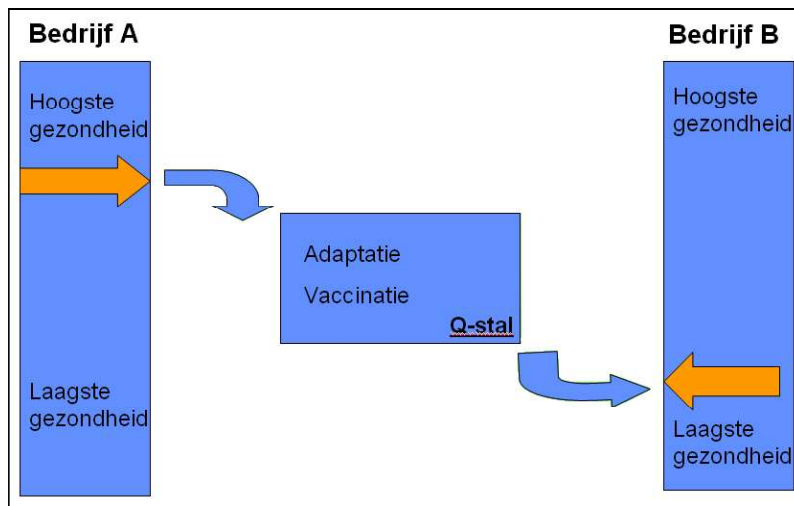 Bedrijf A
Hoogste
gezondheid
Laagste
gezondheid
Adaptatie
Vaccinatie
Q-stal
Bedrijf B
Hoogste
gezondheid
Laagste
gezondheid